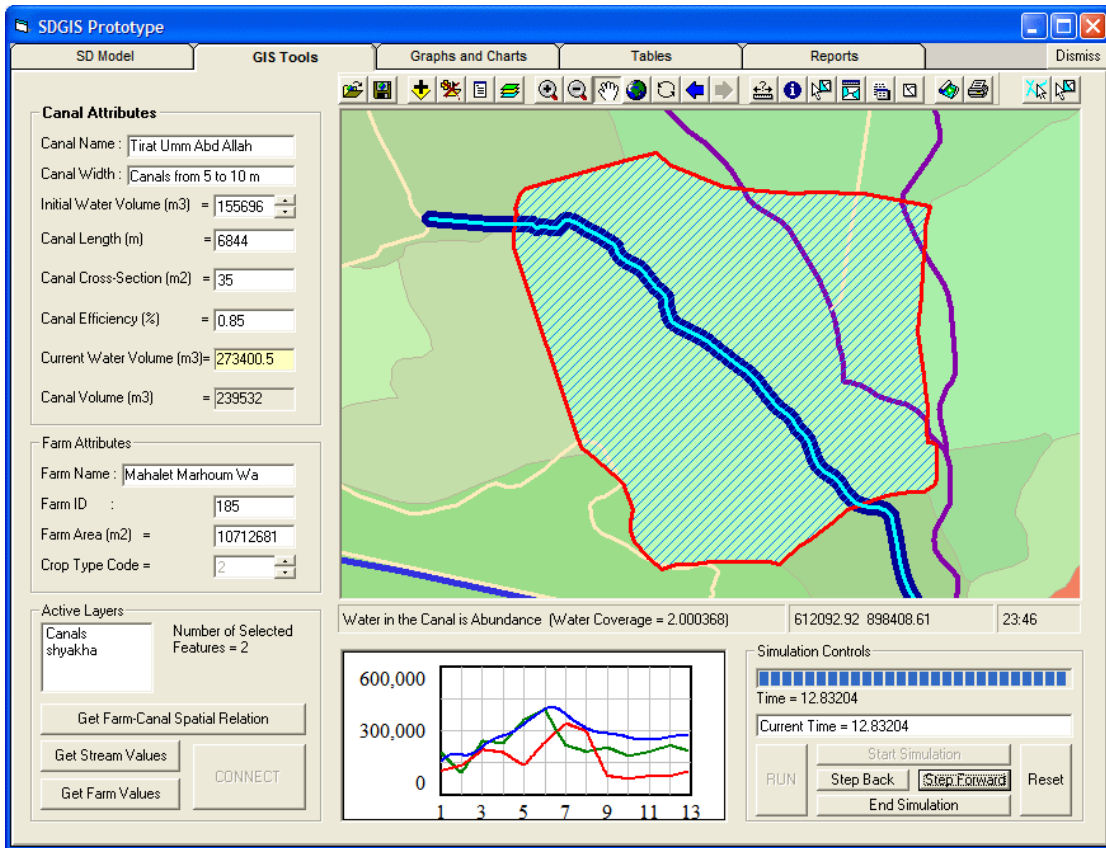 SDGIS Prototype
SD Model GIS Tools Graphs and Charts Tables Reports Dismiss
Canal Attributes
Canal Name : Tirat Umm Abd Allah
Canal Width : Canals from 5 to 10 m
Initial Water Volume (m3) = 155696
Canal Length (m) = 6844
Canal Cross-Section (m2) = 35
Canal Efficiency (%) = 0.85
Current Water Volume (m3)= 273400.5
Canal Volume (m3) = 239532
Farm Attributes
Farm Name : Mahalet Marhoum Wa
Farm ID : 185
Farm Area (m2) = 10712681
Crop Type Code = 2
Active Layers
Canals
shyakha
Number of Selected
Features = 2
Get Farm-Canal Spatial Relation
Get Stream Values
Get Farm Values
CONNECT
Water in the Canal is Abundance (Water Coverage = 2.000368) 612092.92 898408.61 23:46
600,000
300,000
0
1 3 5 7 9 11 13
Simulation Controls
Time = 12.83204
Current Time = 12.83204
RUN
Start Simulation
Step Back Step Forward
End Simulation
Reset